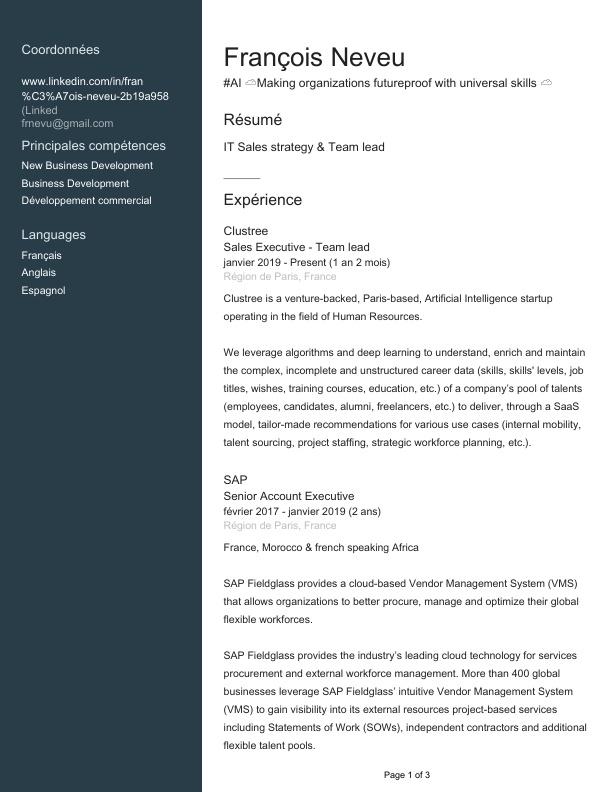 Coordonnées
www.linkedin.com/in/fran
%C3%A7ois-neveu-2b19a958
(Linked
frnevu@gmail.com
Principales compétences
New Business Development
Business Development
Développement commercial
Languages
Français
Anglais
Espagnol
François Neveu
#AI ☁Making organizations futureproof with universal skills ☁
Résumé
IT Sales strategy & Team lead
Expérience
Clustree
Sales Executive - Team lead
janvier 2019 - Present (1 an 2 mois)
Région de Paris, France
Clustree is a venture-backed, Paris-based, Artificial Intelligence startup
operating in the field of Human Resources.
We leverage algorithms and deep learning to understand, enrich and maintain
the complex, incomplete and unstructured career data (skills, skills' levels, job
titles, wishes, training courses, education, etc.) of a company's pool of talents
(employees, candidates, alumni, freelancers, etc.) to deliver, through a SaaS
model, tailor-made recommendations for various use cases (internal mobility,
talent sourcing, project staffing, strategic workforce planning, etc.).
SAP
Senior Account Executive
février 2017 - janvier 2019 (2 ans)
Région de Paris, France
France, Morocco & french speaking Africa
SAP Fieldglass provides a cloud-based Vendor Management System (VMS)
that allows organizations to better procure, manage and optimize their global
flexible workforces.
SAP Fieldglass provides the industry's leading cloud technology for services
procurement and external workforce management. More than 400 global
businesses leverage SAP Fieldglass' intuitive Vendor Management System
(VMS) to gain visibility into its external resources project-based services
including Statements of Work (SOWs), independent contractors and additional
flexible talent pools.
Page 1 of 3